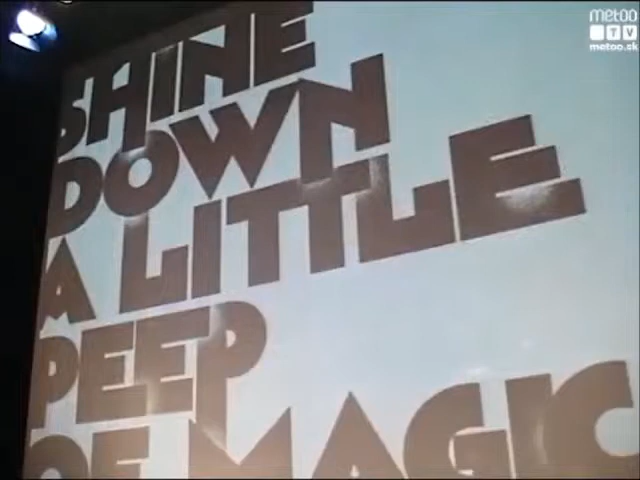 metoo
TV
metoo.sk
SHINE
DOWN
A LITTLE
PEEP
OF MAGIC